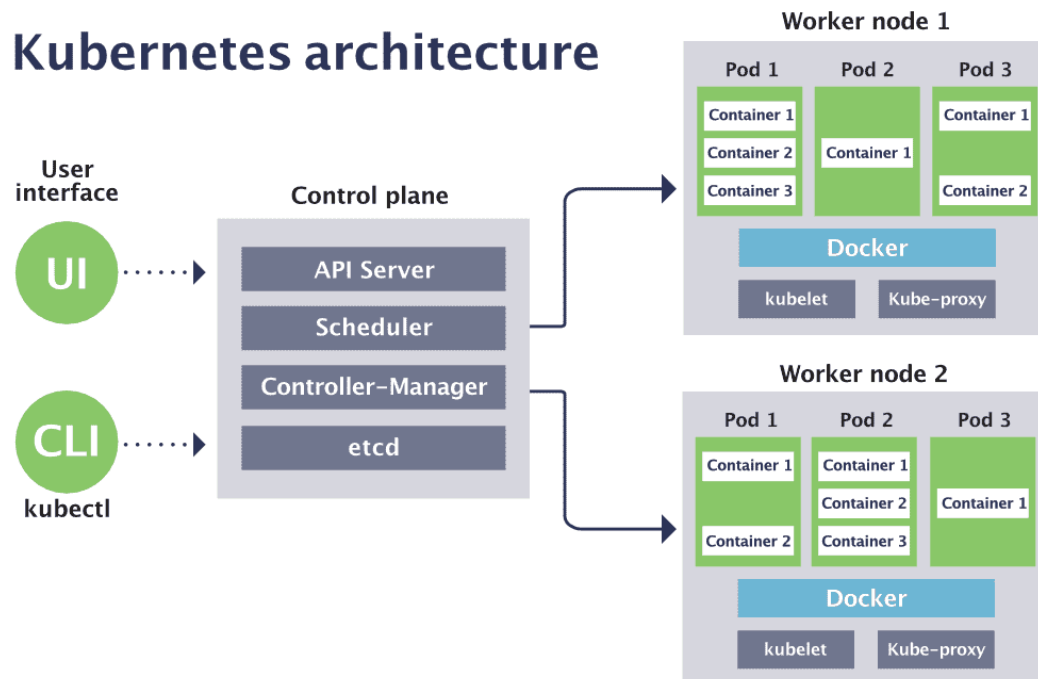 Kubernetes architecture
User
interface
UI
CLI
kubectl
Control plane
API Server
Scheduler
Controller-Manager
etcd
Worker node 1
Pod 1
Container 1
Container 2
Container 3
Pod 2
Container 1
Pod 3
Container 1
Container 2
Docker
kubelet
Kube-proxy
Worker node 2
Pod 1
Container 1
Container 2
Pod 2
Container 1
Container 2
Container 3
Pod 3
Container 1
Docker
kubelet
Kube-proxy